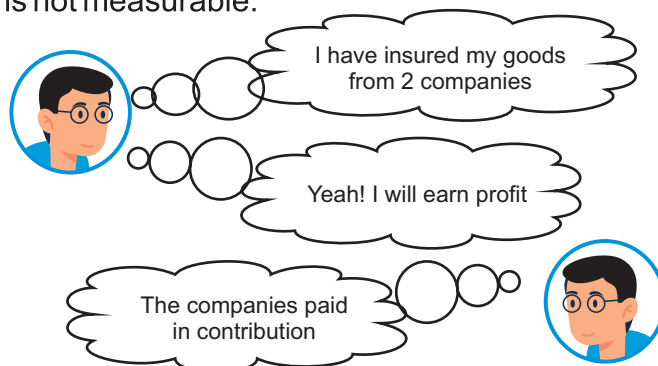 is not measurable.
I have insured my goods
from 2 companies
Yeah! I will earn profit
The companies paid
in contribution